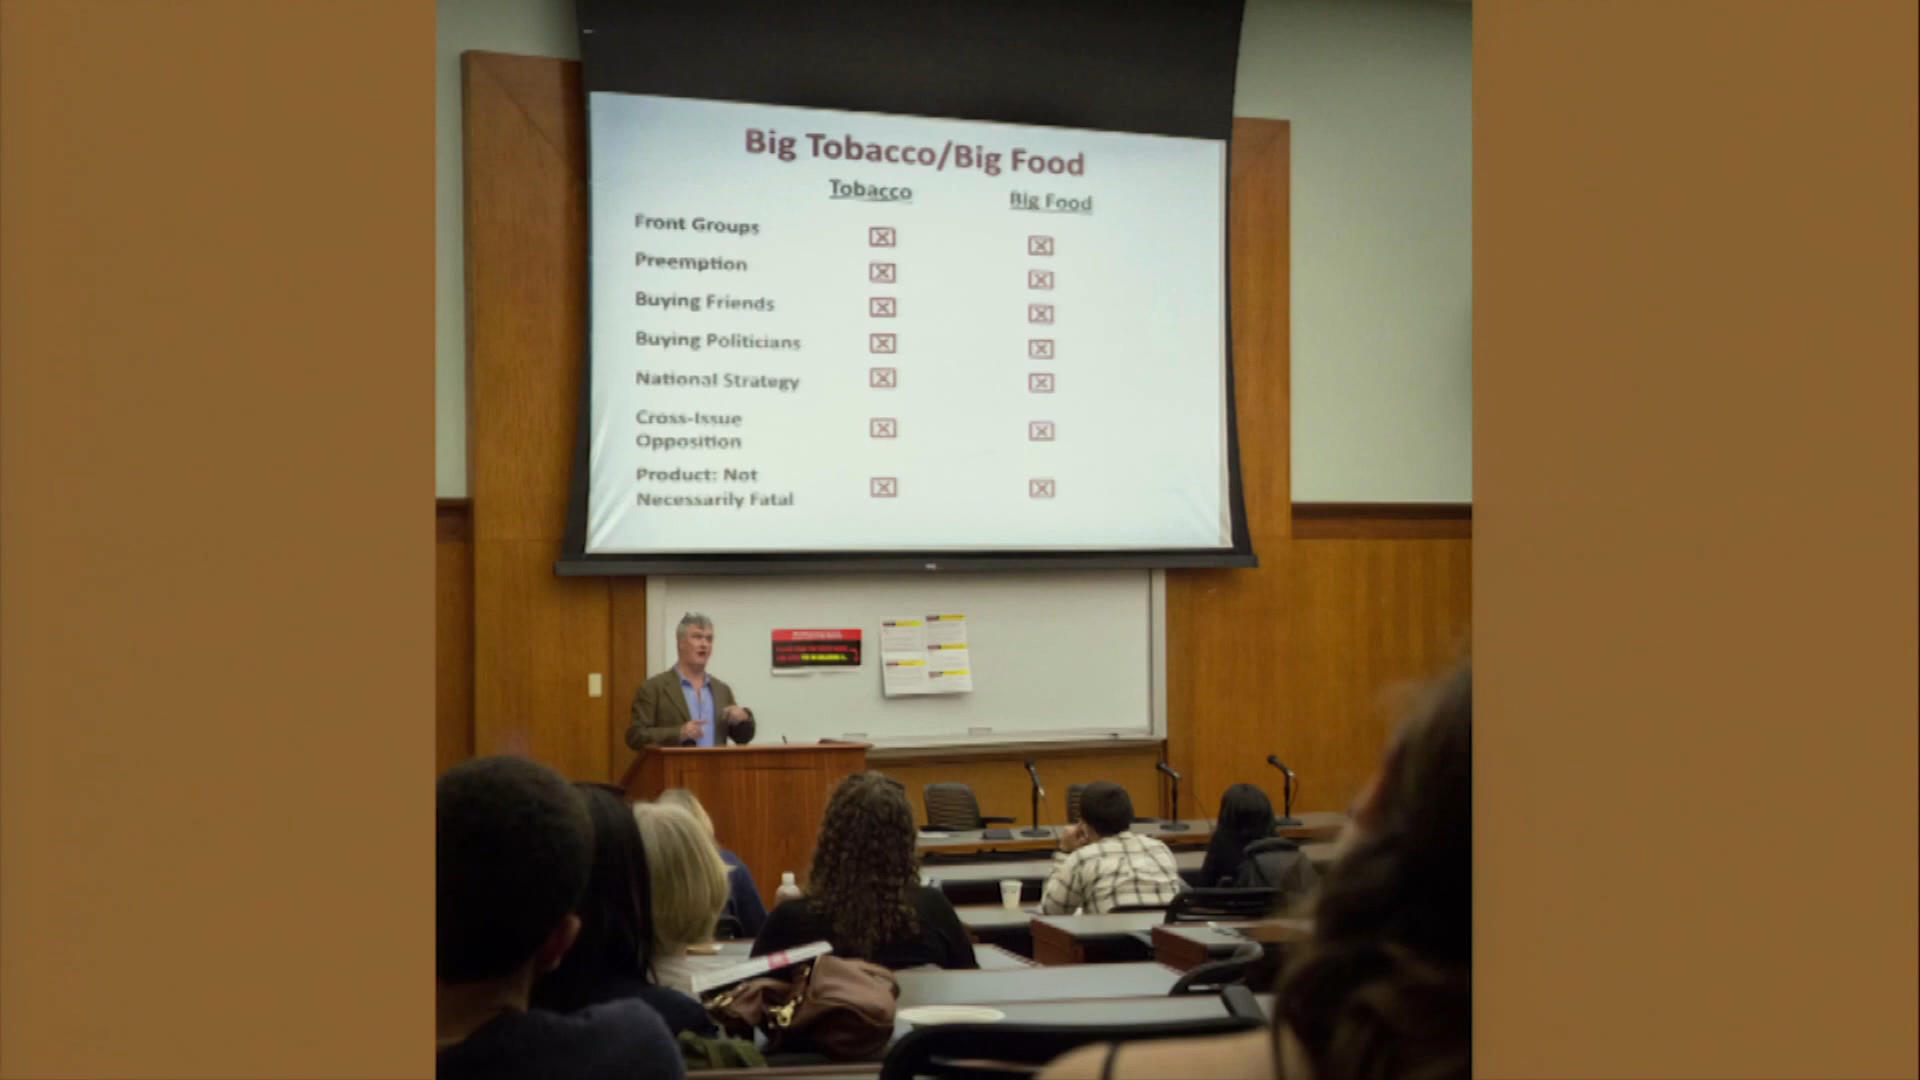 Big Tobacco/Big Food
Tobacco Big Food
Front Groups
Preemption
Buying Friends
Buying Politicians
National Strategy
Cross-Issue
Opposition
Product: Not
Necessarily Fatal